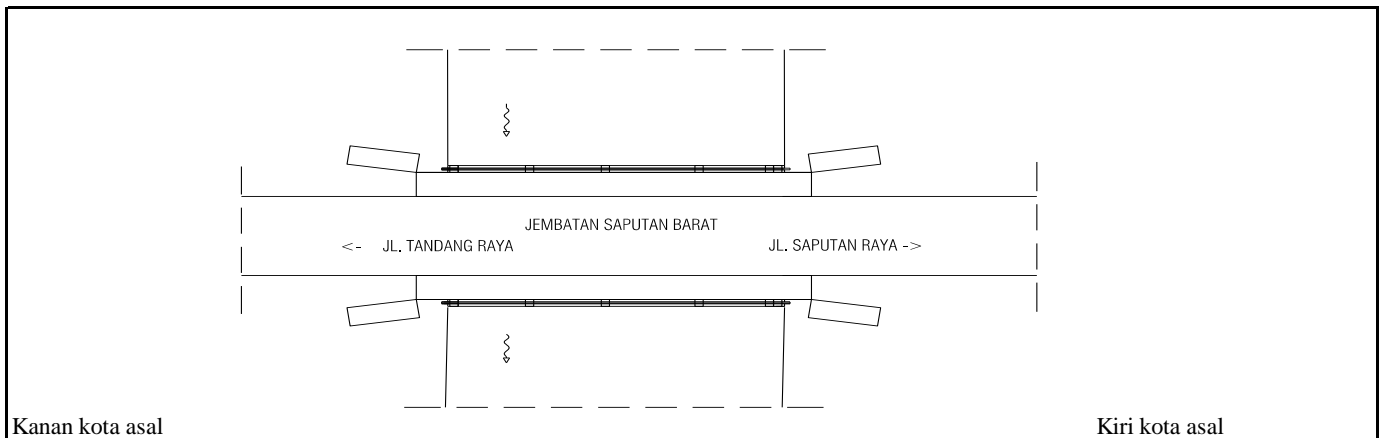 JEMBATAN SAPUTAN BARAT
<- JL. TANDANG RAYA JL. SAPUTAN RAYA ->
Kanan kota asal Kiri kota asal